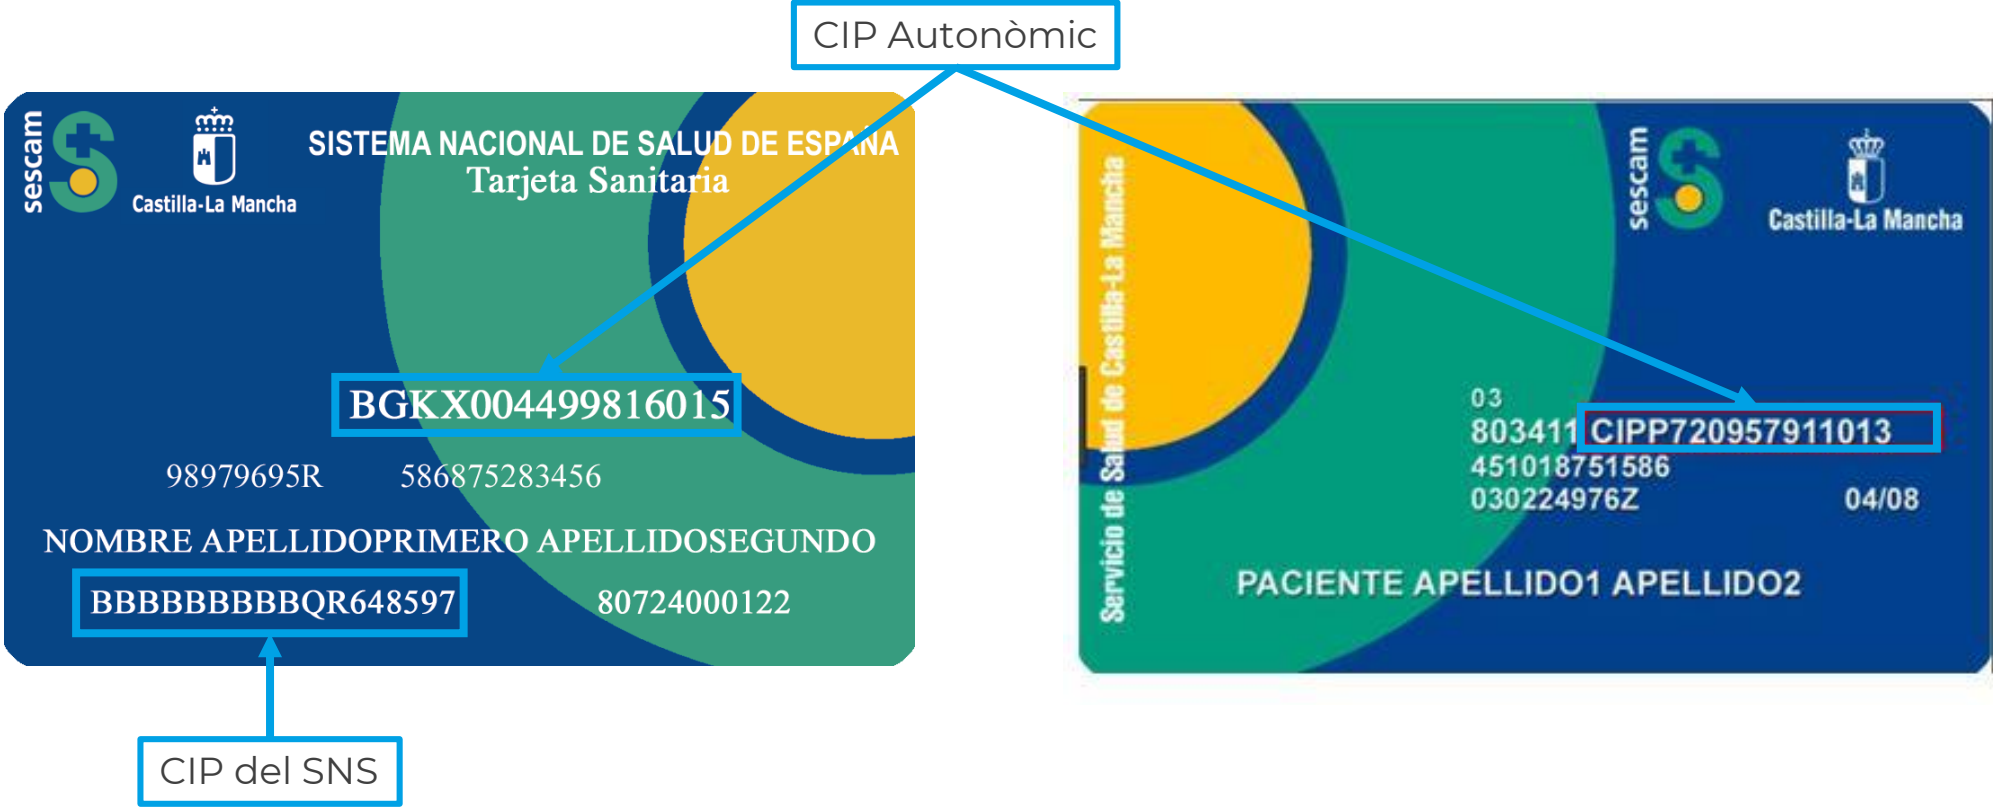 CIP Autonòmic
sescam
Castilla-La Mancha
SISTEMA NACIONAL DE SALUD DE ESPAÑA
Tarjeta Sanitaria
BGKX004499816015
98979695R 586875283456
NOMBRE APELLIDOPRIMERO APELLIDOSEGUNDO
BBBBBBBBBBQR648597 80724000122
CIP del SNS
Servicio de Salud de Castilla-La Mancha
sescam
Castilla-La Mancha
03
803411 CIPP720957911013
451018751586
030224976Z 04/08
PACIENTE APELLIDO1 APELLIDO2